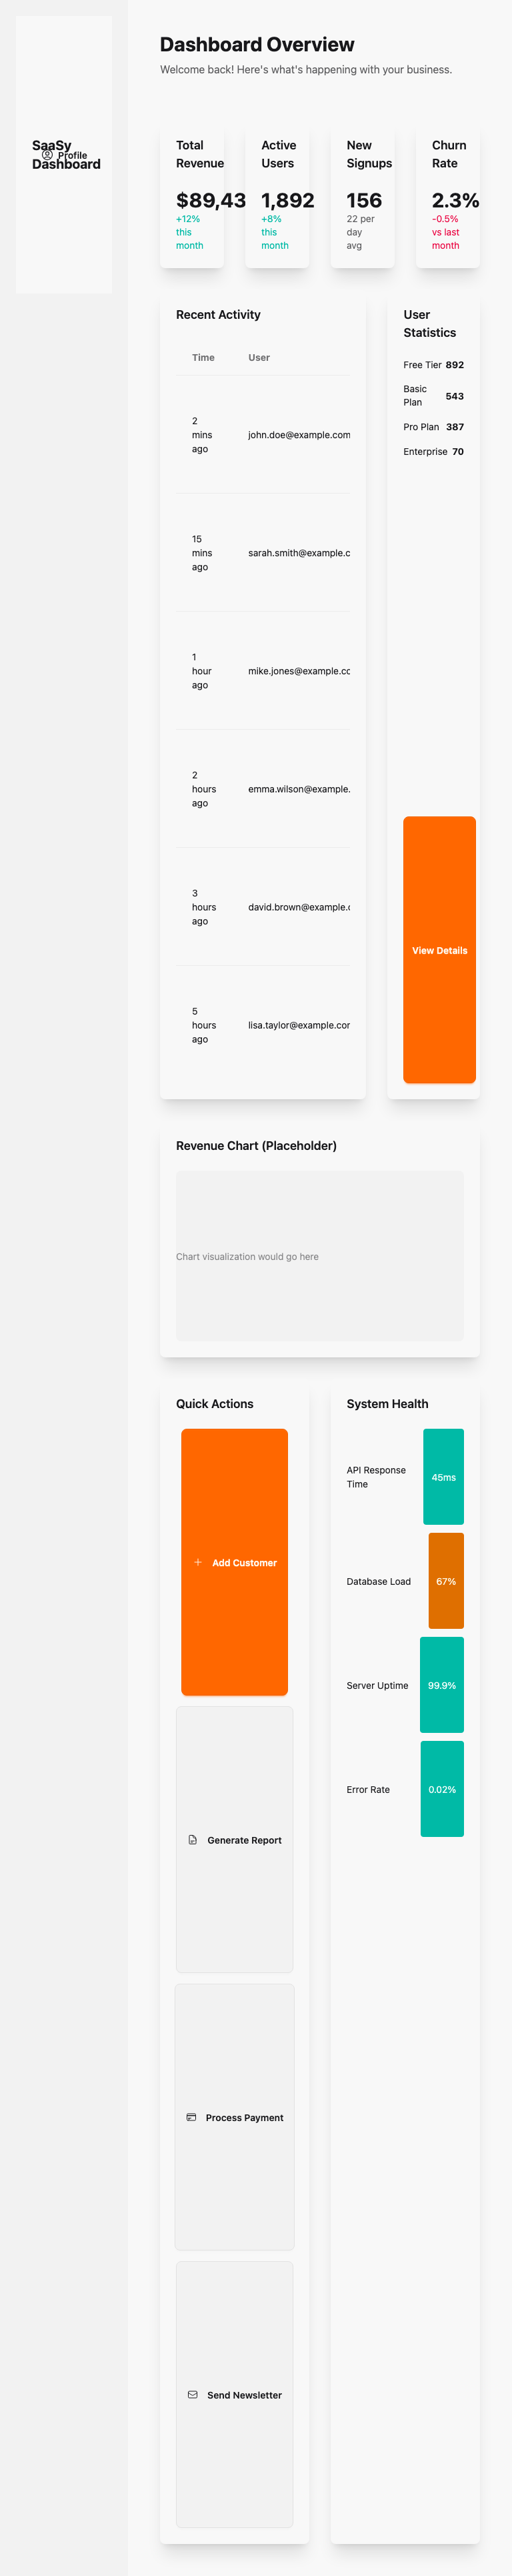 SaaSy
Dashboard
Profile
Dashboard Overview
Welcome back! Here's what's happening with your business.
Total
Revenue
$89,43
+12%
this
month
Active
Users
1,892
+8%
this
month
New
Signups
156
22 per
day
avg
Churn
Rate
2.3%
-0.5%
vs last
month
Recent Activity
Time User
2
mins
ago
john.doe@example.com
15
mins
ago
sarah.smith@example.c
1
hour
ago
mike.jones@example.co
2
hours
ago
emma.wilson@example.
3
hours
ago
david.brown@example.c
5
hours
ago
lisa.taylor@example.cor
User
Statistics
Free Tier 892
Basic
Plan
543
Pro Plan 387
Enterprise 70
View Details
Revenue Chart (Placeholder)
Chart visualization would go here
Quick Actions
Add Customer
Generate Report
Process Payment
Send Newsletter
System Health
API Response
Time
45ms
Database Load 67%
Server Uptime 99.9%
Error Rate 0.02%